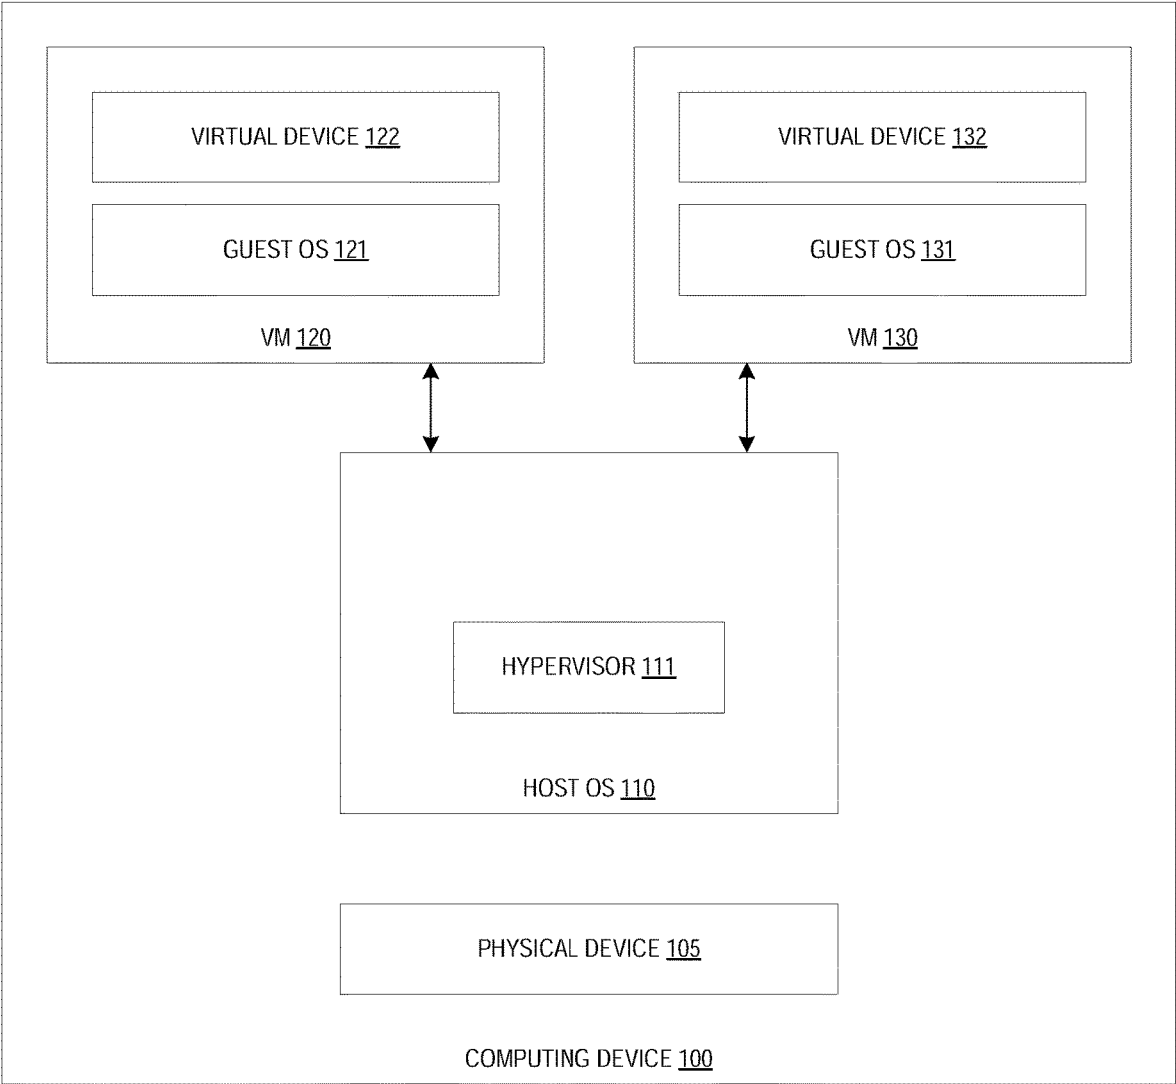 VIRTUAL DEVICE 122
GUEST OS 121
VM 120
VIRTUAL DEVICE 132
GUEST OS 131
VM 130
HYPERVISOR 111
HOST OS 110
PHYSICAL DEVICE 105
COMPUTING DEVICE 100